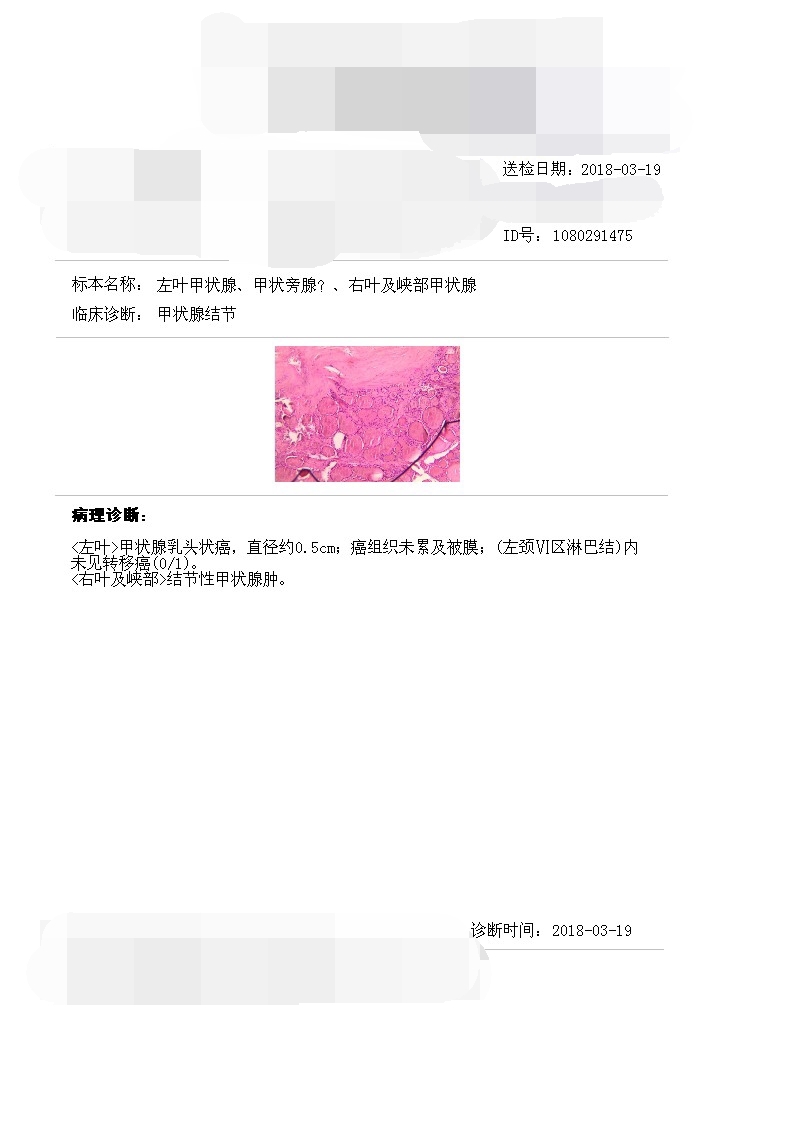 送检日期：2018-03-19
ID号：1080291475
标本名称：左叶甲状腺、甲状旁腺？、右叶及峡部甲状腺
临床诊断：甲状腺结节
病理诊断：
<左叶>甲状腺乳头状癌，直径约0.5cm；癌组织未累及被膜；(左颈Ⅵ区淋巴结)内
未见转移癌(0/1)。
<右叶及峡部>结节性甲状腺肿。
诊断时间：2018-03-19